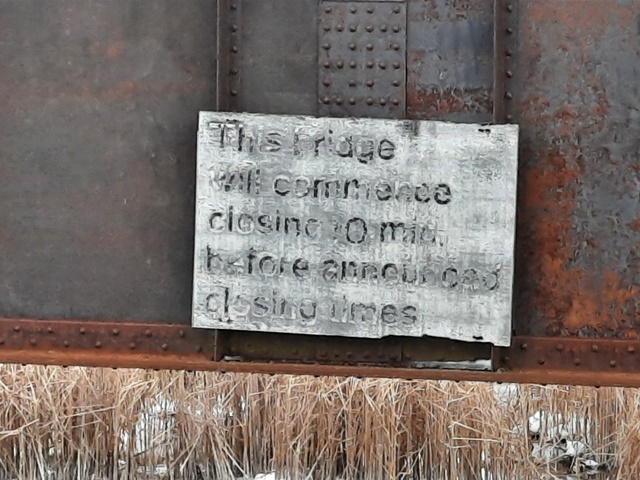 This bridge
will commence
closing 10 min.
before announced
closing times